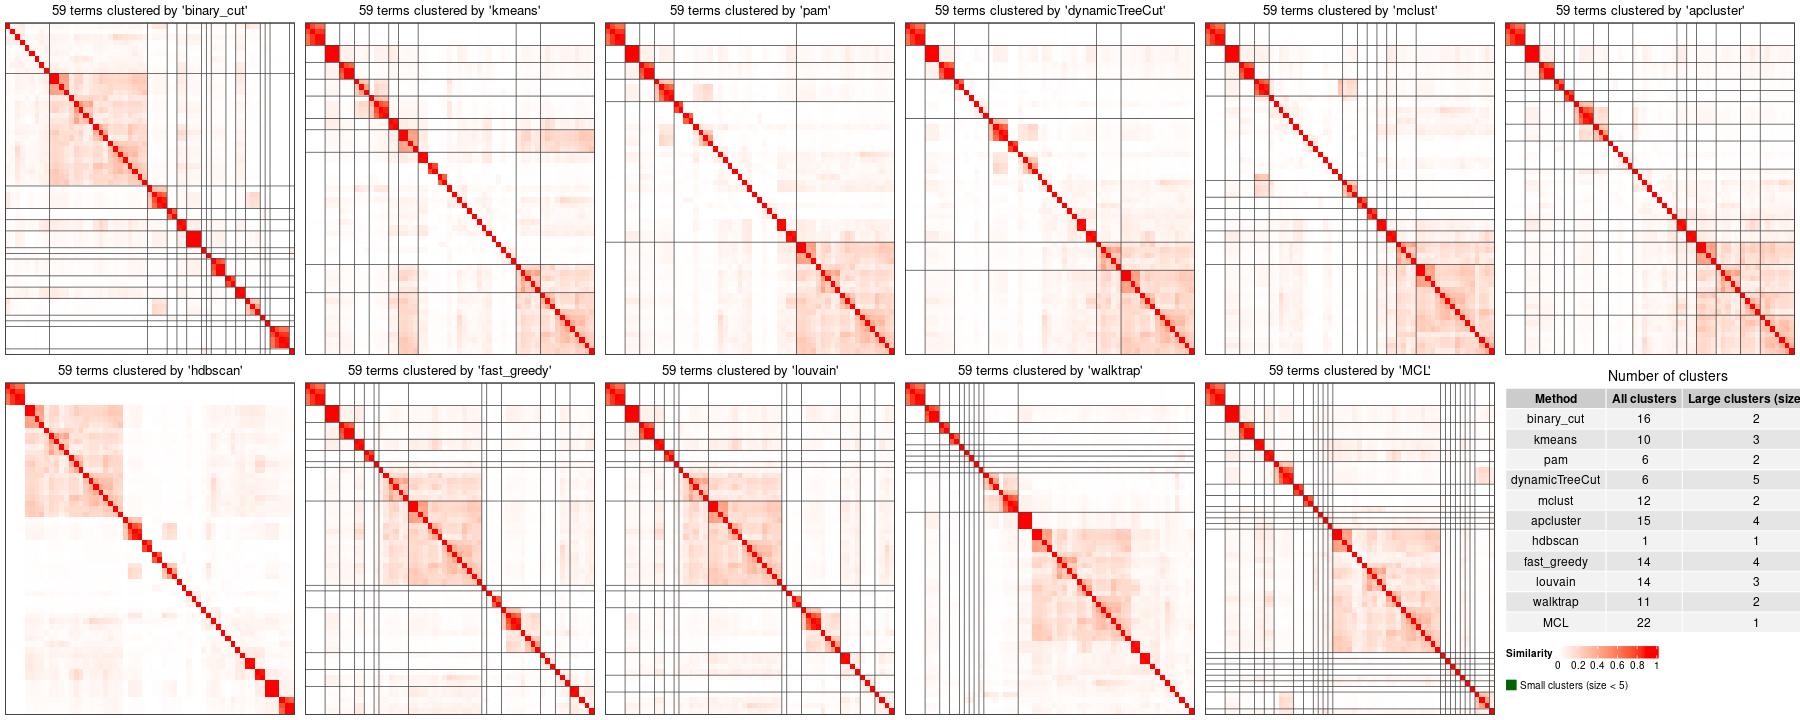 59 terms clustered by 'binary_cut'
59 terms clustered by 'kmeans'
59 terms clustered by 'pam'
59 terms clustered by 'dynamicTreeCut'
59 terms clustered by 'mclust'
59 terms clustered by 'apcluster'
59 terms clustered by 'hdbscan'
59 terms clustered by 'fast_greedy'
59 terms clustered by 'louvain'
59 terms clustered by 'walktrap'
59 terms clustered by 'MCL'
Number of clusters
Method All clusters Large clusters (size
binary_cut 16 2
kmeans 10 3
pam 6 2
dynamicTreeCut 6 5
mclust 12 2
apcluster 15 4
hdbscan 1 1
fast_greedy 14 4
louvain 14 3
walktrap 11 2
MCL 22 1
Similarity
0 0.2 0.4 0.6 0.8 1
Small clusters (size < 5)